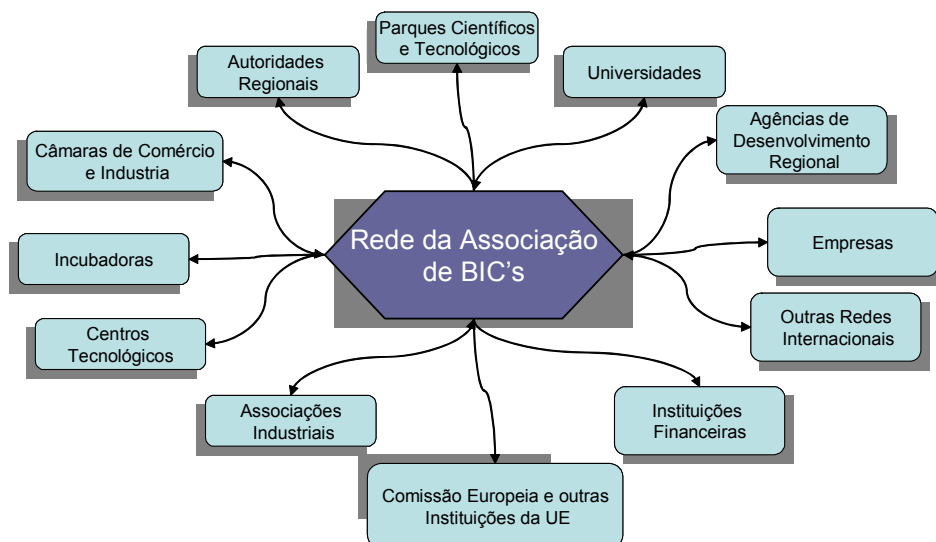 Parques Científicos
e Tecnológicos
Autoridades
Regionais
Universidades
Agências de
Desenvolvimento
Regional
Câmaras de Comércio
e Industria
Rede da Associação
de BIC's
Empresas
Incubadoras
Outras Redes
Internacionais
Centros
Tecnológicos
Associações
Industriais
Instituições
Financeiras
Comissão Europeia e outras
Instituições da UE